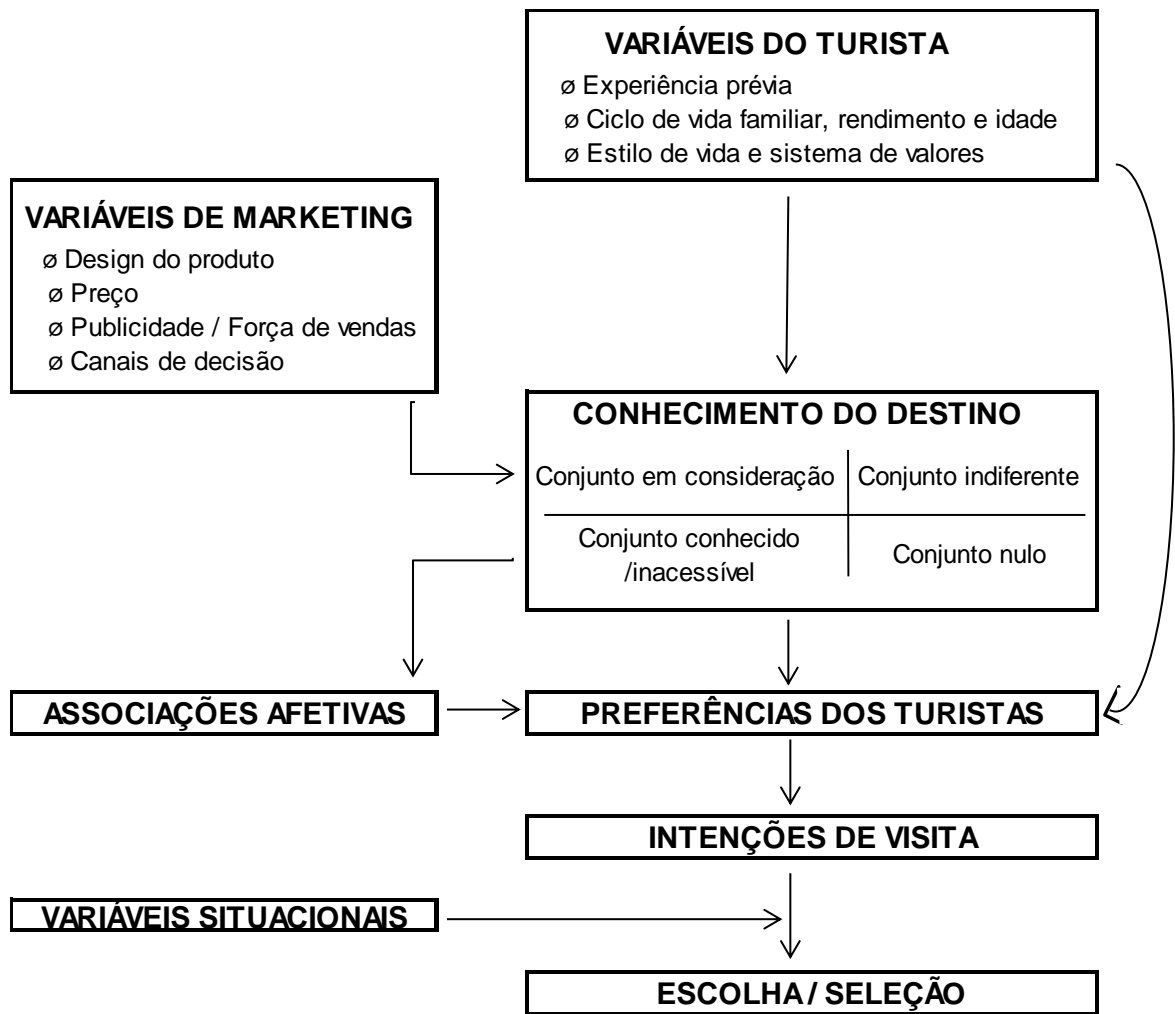 VARIÁVEIS DO TURISTA
ø Experiência prévia
ø Ciclo de vida familiar, rendimento e idade
ø Estilo de vida e sistema de valores
VARIÁVEIS DE MARKETING
ø Design do produto
ø Preço
ø Publicidade / Força de vendas
ø Canais de decisão
CONHECIMENTO DO DESTINO
Conjunto em consideração
Conjunto indiferente
Conjunto conhecido
/inacessível
Conjunto nulo
ASSOCIAÇÕES AFETIVAS
PREFERÊNCIAS DOS TURISTAS
INTENÇÕES DE VISITA
VARIÁVEIS SITUACIONAIS
ESCOLHA / SELEÇÃO